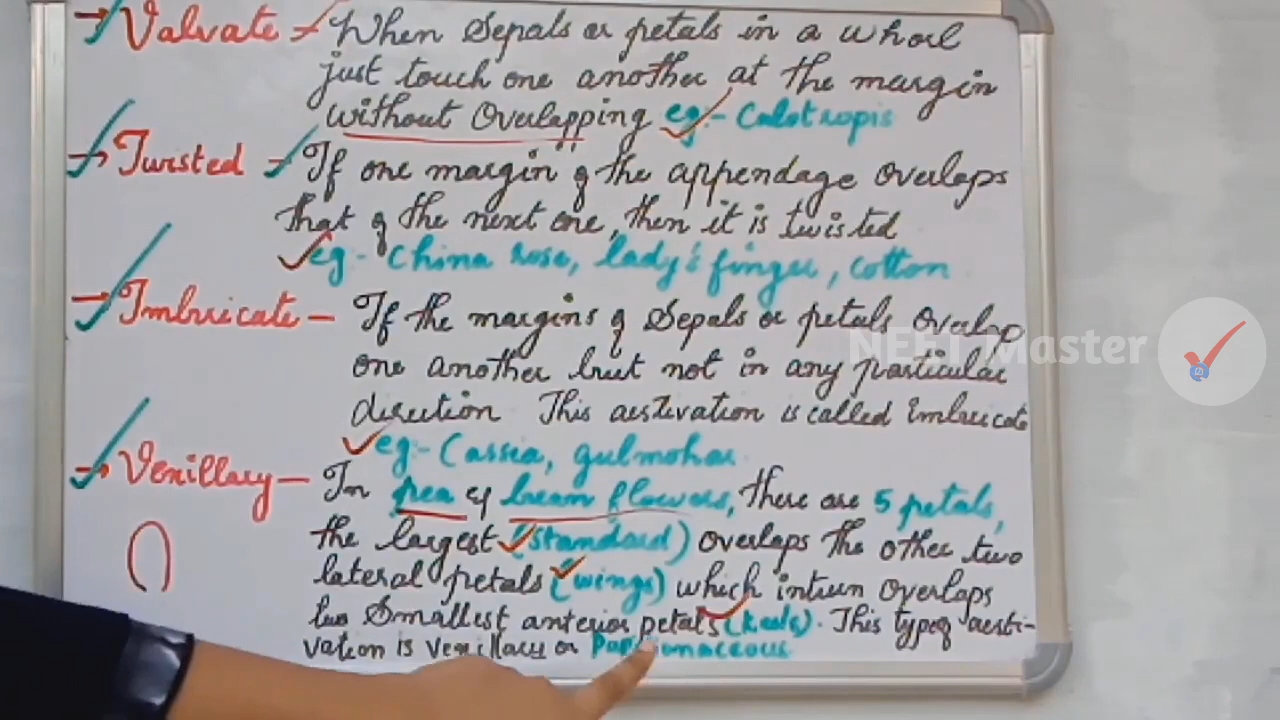 → Valvate - When Sepals or petals in a whorl
just touch one another at the margin
without Overlapping eg:- Calotropis
→ Twisted - If one margin of the appendage overlaps
that of the next one, then it is twisted
eg- China rose, lady's finger, cotton
→ Imbricate - If the margins of Sepals or petals overlap
one another but not in any particular
direction This aestivation is called imbricate
eg- Cassia, gulmohar
→ Vexillary - In pea & bean flowers, there are 5 petals,
the largest (standard) overlaps the other two
lateral petals (wings) which inturn overlaps
two Smallest anterior petals (keels). This type of aesti-
vation is vexillary or
NEET Master